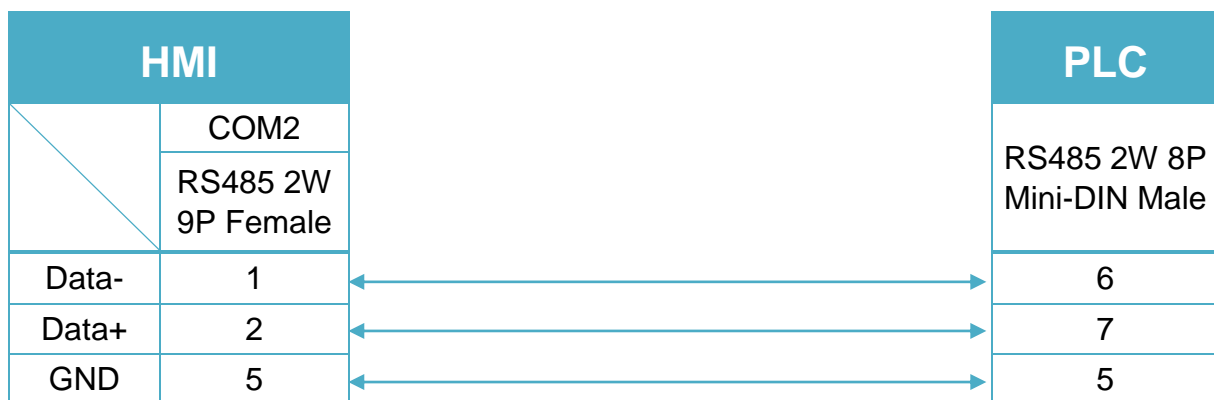 HMI
PLC
COM2
RS485 2W
9P Female
RS485 2W 8P
Mini-DIN Male
Data- 1 6
Data+ 2 7
GND 5 5